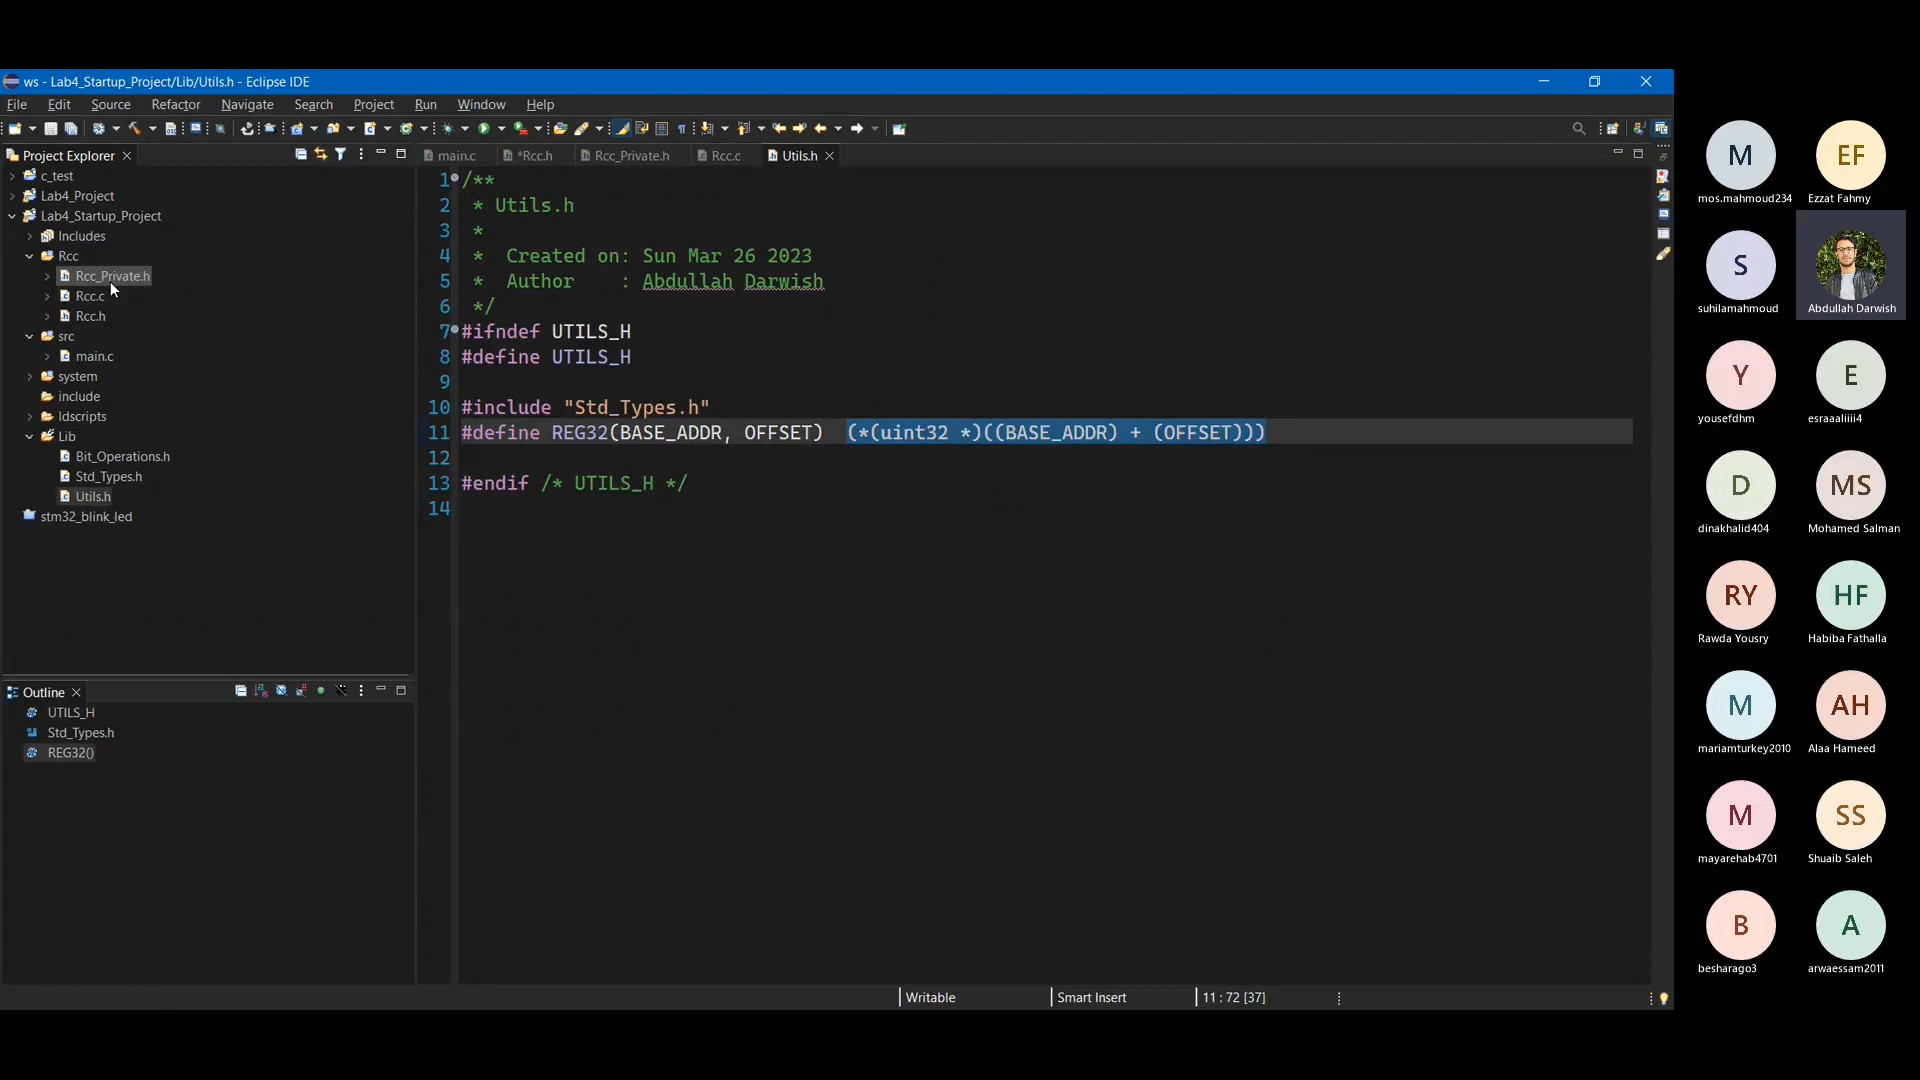 ws - Lab4_Startup_Project/Lib/Utils.h - Eclipse IDE
File Edit Source Refactor Navigate Search Project Run Window Help
Project Explorer
c_test
Lab4_Project
Lab4_Startup_Project
Includes
Rcc
Rcc_Private.h
Rcc.c
Rcc.h
src
main.c
system
include
ldscripts
Lib
Bit_Operations.h
Std_Types.h
Utils.h
stm32_blink_led
Outline
UTILS_H
Std_Types.h
REG32()
main.c *Rcc.h Rcc_Private.h Rcc.c Utils.h
1 /**
2 * Utils.h
3 *
4 * Created on: Sun Mar 26 2023
5 * Author : Abdullah Darwish
6 */
7 #ifndef UTILS_H
8 #define UTILS_H
9
10 #include "Std_Types.h"
11 #define REG32(BASE_ADDR, OFFSET) (*(uint32 *)((BASE_ADDR) + (OFFSET)))
12
13 #endif /* UTILS_H */
14
Writable Smart Insert 11 : 72 [37]
M EF
mos.mahmoud234 Ezzat Fahmy
S
suhilamahmoud Abdullah Darwish
Y E
yousefdhm esraaliiii4
D MS
dinakhalid404 Mohamed Salman
RY HF
Rawda Yousry Habiba Fathalla
M AH
mariamturkey2010 Alaa Hameed
M SS
mayarehab4701 Shuaib Saleh
B A
besharago3 arwaessam2011